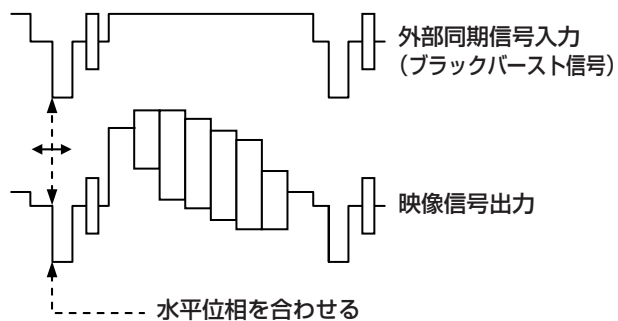 外部同期信号入力
（ブラックバースト信号）
映像信号出力
水平位相を合わせる